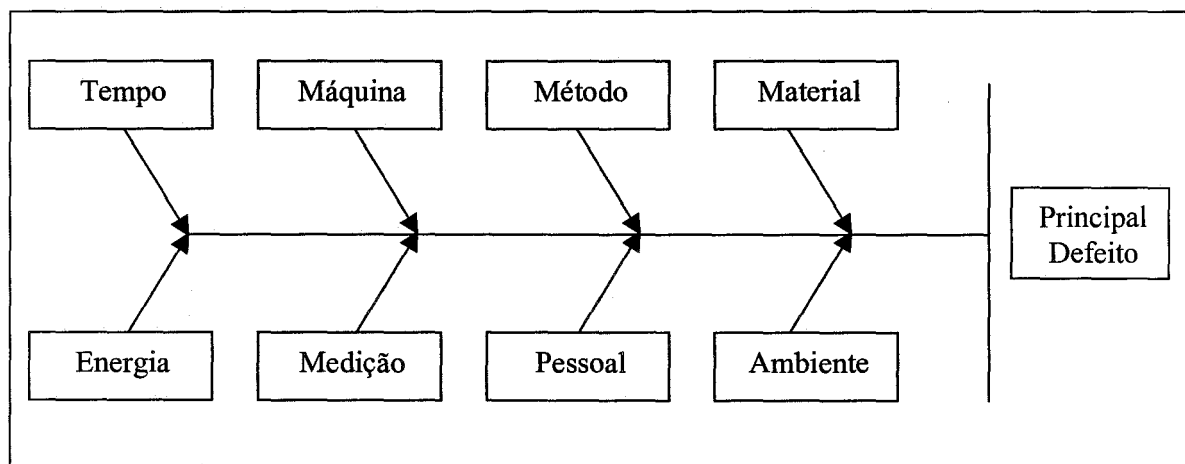 Tempo
Máquina
Método
Material
Principal
Defeito
Energia
Medição
Pessoal
Ambiente